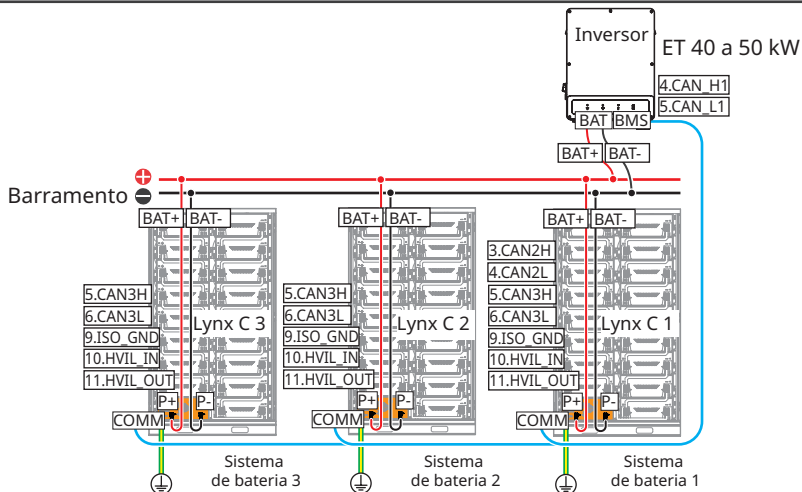 Inversor
ET 40 a 50 kW
4.CAN_H1
5.CAN_L1
BAT BMS
BAT+ BAT-
Barramento
BAT+ BAT-
BAT+ BAT-
BAT+ BAT-
5.CAN3H
6.CAN3L
9.ISO_GND
10.HVIL_IN
11.HVIL_OUT
Lynx C 3
P+ P-
COMM
5.CAN3H
6.CAN3L
9.ISO_GND
10.HVIL_IN
11.HVIL_OUT
Lynx C 2
P+ P-
COMM
3.CAN2H
4.CAN2L
5.CAN3H
6.CAN3L
9.ISO_GND
10.HVIL_IN
11.HVIL_OUT
Lynx C 1
P+ P-
COMM
Sistema
de bateria 3
Sistema
de bateria 2
Sistema
de bateria 1